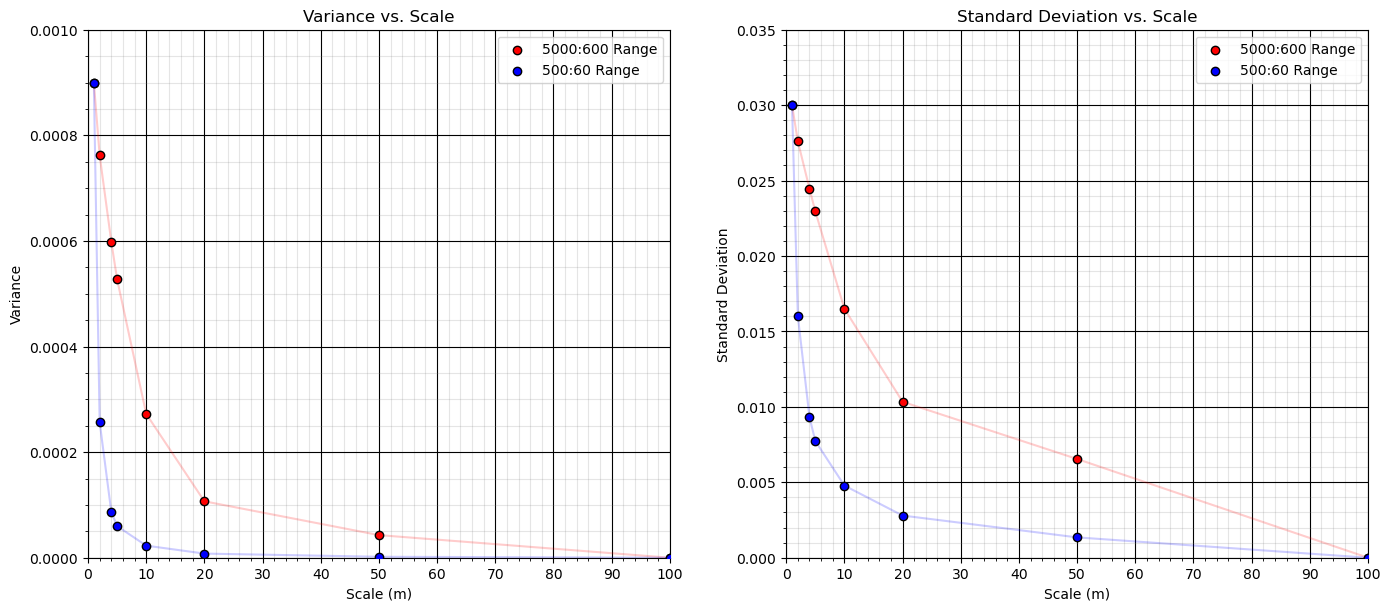 Variance vs. Scale
0.0010
0.0008
0.0006
0.0004
0.0002
0.0000
Variance
0 10 20 30 40 50 60 70 80 90 100
Scale (m)
5000:600 Range
500:60 Range
Standard Deviation vs. Scale
0.035
0.030
0.025
0.020
0.015
0.010
0.005
0.000
Standard Deviation
0 10 20 30 40 50 60 70 80 90 100
Scale (m)
5000:600 Range
500:60 Range